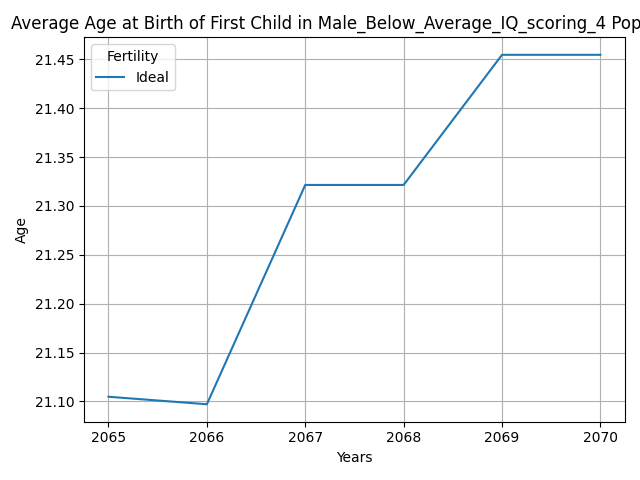 Average Age at Birth of First Child in Male_Below_Average_IQ_scoring_4 Pop
Fertility
Ideal
21.45
21.40
21.35
21.30
21.25
21.20
21.15
21.10
Age
2065 2066 2067 2068 2069 2070
Years